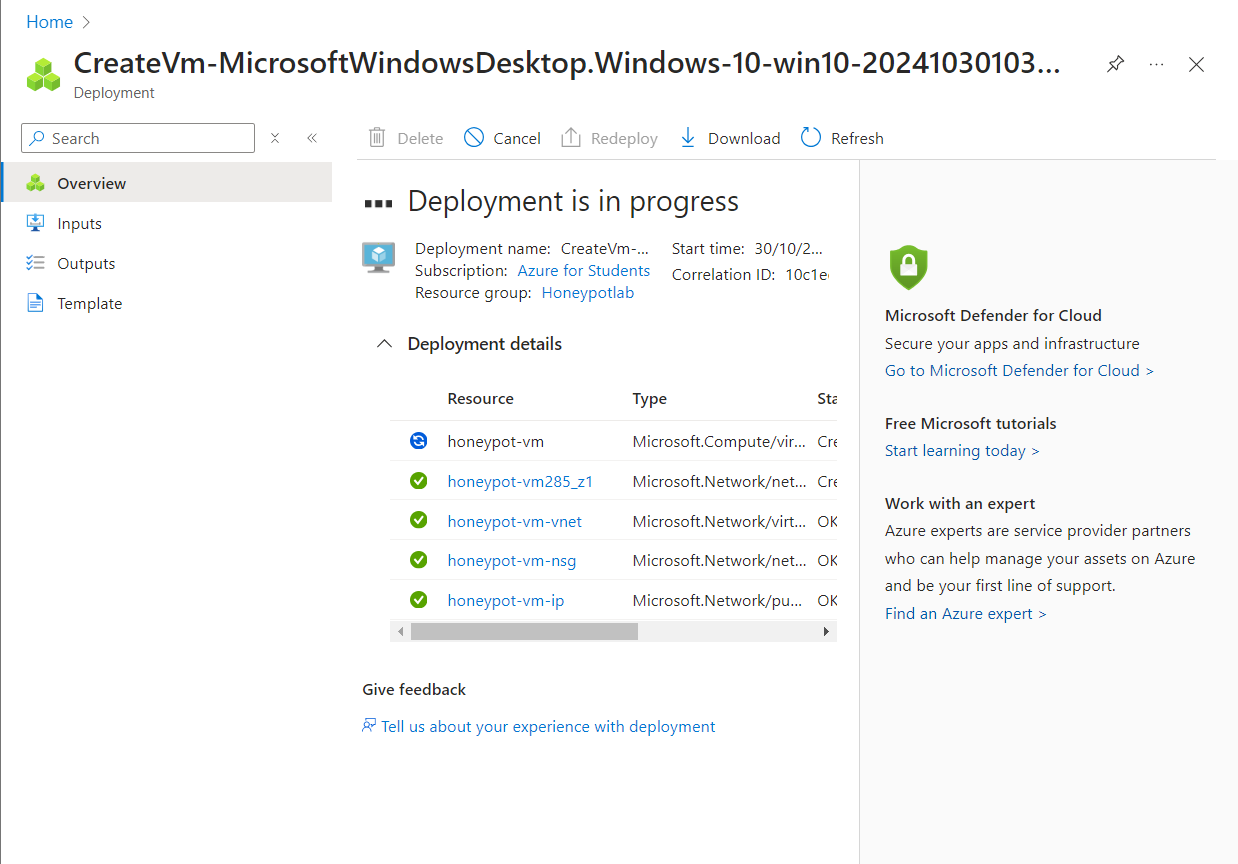 Home
CreateVm-MicrosoftWindowsDesktop.Windows-10-win10-20241030103...
Deployment
Search
Delete
Cancel
Redeploy
Download
Refresh
Overview
Inputs
Outputs
Template
Deployment is in progress
Deployment name: CreateVm-...
Subscription: Azure for Students
Resource group: Honeypotlab
Start time: 30/10/2...
Correlation ID: 10c1e
Deployment details
Resource Type Sta
honeypot-vm Microsoft.Compute/vir... Cre
honeypot-vm285_z1 Microsoft.Network/net... Cre
honeypot-vm-vnet Microsoft.Network/virt... OK
honeypot-vm-nsg Microsoft.Network/net... OK
honeypot-vm-ip Microsoft.Network/pu... OK
Give feedback
Tell us about your experience with deployment
Microsoft Defender for Cloud
Secure your apps and infrastructure
Go to Microsoft Defender for Cloud >
Free Microsoft tutorials
Start learning today >
Work with an expert
Azure experts are service provider partners
who can help manage your assets on Azure
and be your first line of support.
Find an Azure expert >